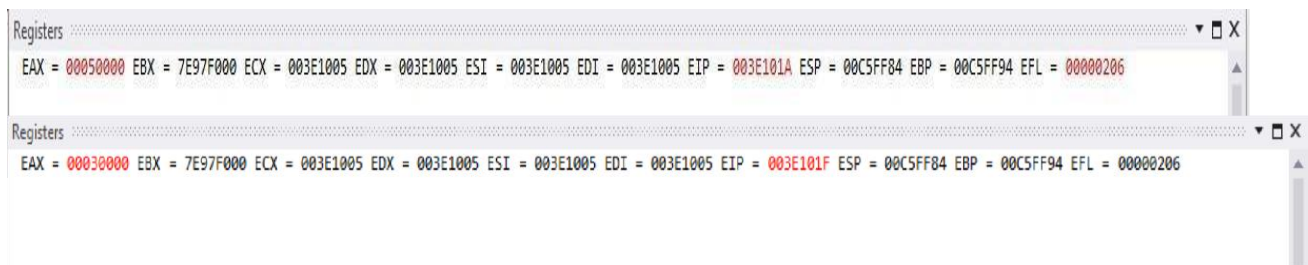 Registers
EAX = 00050000 EBX = 7E97F000 ECX = 003E1005 EDX = 003E1005 ESI = 003E1005 EDI = 003E1005 EIP = 003E101A ESP = 00C5FF84 EBP = 00C5FF94 EFL = 00000206
Registers
EAX = 00030000 EBX = 7E97F000 ECX = 003E1005 EDX = 003E1005 ESI = 003E1005 EDI = 003E1005 EIP = 003E101F ESP = 00C5FF84 EBP = 00C5FF94 EFL = 00000206